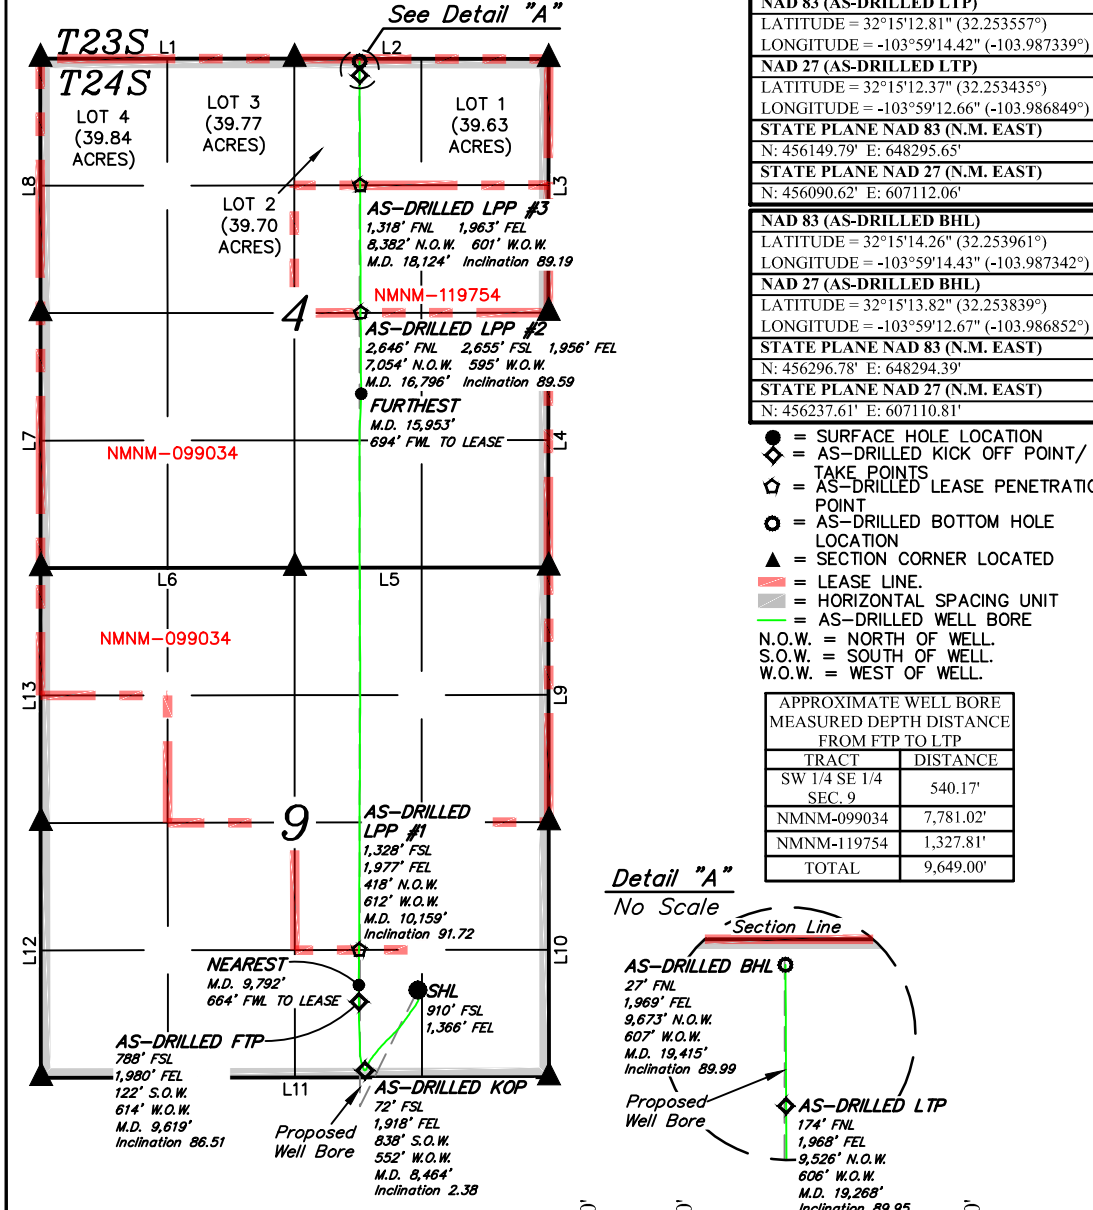 See Detail "A"
T23S
L1
L2
T24S
LOT 4
(39.84
ACRES)
LOT 3
(39.77
ACRES)
LOT 1
(39.63
ACRES)
L8
L3
LOT 2
(39.70
ACRES)
AS-DRILLED LPP #3
1,318' FNL 1,963' FEL
8,382' N.O.W. 601' W.O.W.
M.D. 18,124' Inclination 89.19
4
NMNM-119754
AS-DRILLED LPP #2
2,646' FNL 2,655' FSL 1,956' FEL
7,054' N.O.W. 595' W.O.W.
M.D. 16,796' Inclination 89.59
FURTHEST
M.D. 15,953'
694' FWL TO LEASE
L7
L4
NMNM-099034
L6
L5
NMNM-099034
L13
L9
9
AS-DRILLED
LPP #1
1,328' FSL
1,977' FEL
418' N.O.W.
612' W.O.W.
M.D. 10,159'
Inclination 91.72
L12
L10
NEAREST
M.D. 9,792'
664' FWL TO LEASE
SHL
910' FSL
1,366' FEL
AS-DRILLED FTP
788' FSL
1,980' FEL
122' S.O.W.
614' W.O.W.
M.D. 9,619'
Inclination 86.51
L11
Proposed
Well Bore
AS-DRILLED KOP
72' FSL
1,918' FEL
838' S.O.W.
552' W.O.W.
M.D. 8,464'
Inclination 2.38
NAD 83 (AS-DRILLED LTP)
LATITUDE = 32°15'12.81" (32.253557°)
LONGITUDE = -103°59'14.42" (-103.987339°)
NAD 27 (AS-DRILLED LTP)
LATITUDE = 32°15'12.37" (32.253435°)
LONGITUDE = -103°59'12.66" (-103.986849°)
STATE PLANE NAD 83 (N.M. EAST)
N: 456149.79' E: 648295.65'
STATE PLANE NAD 27 (N.M. EAST)
N: 456090.62' E: 607112.06'
NAD 83 (AS-DRILLED BHL)
LATITUDE = 32°15'14.26" (32.253961°)
LONGITUDE = -103°59'14.43" (-103.987342°)
NAD 27 (AS-DRILLED BHL)
LATITUDE = 32°15'13.82" (32.253839°)
LONGITUDE = -103°59'12.67" (-103.986852°)
STATE PLANE NAD 83 (N.M. EAST)
N: 456296.78' E: 648294.39'
STATE PLANE NAD 27 (N.M. EAST)
N: 456237.61' E: 607110.81'
= SURFACE HOLE LOCATION
= AS-DRILLED KICK OFF POINT/
TAKE POINTS
= AS-DRILLED LEASE PENETRATIO
POINT
= AS-DRILLED BOTTOM HOLE
LOCATION
= SECTION CORNER LOCATED
= LEASE LINE.
= HORIZONTAL SPACING UNIT
= AS-DRILLED WELL BORE
N.O.W. = NORTH OF WELL.
S.O.W. = SOUTH OF WELL.
W.O.W. = WEST OF WELL.
APPROXIMATE WELL BORE
MEASURED DEPTH DISTANCE
FROM FTP TO LTP
TRACT DISTANCE
SW 1/4 SE 1/4
SEC. 9 540.17'
NMNM-099034 7,781.02'
NMNM-119754 1,327.81'
TOTAL 9,649.00'
Detail "A"
No Scale
Section Line
AS-DRILLED BHL
27' FNL
1,969' FEL
9,673' N.O.W.
607' W.O.W.
M.D. 19,415'
Inclination 89.99
Proposed
Well Bore
AS-DRILLED LTP
174' FNL
1,968' FEL
9,526' N.O.W.
606' W.O.W.
M.D. 19,268'
Inclination 89.95